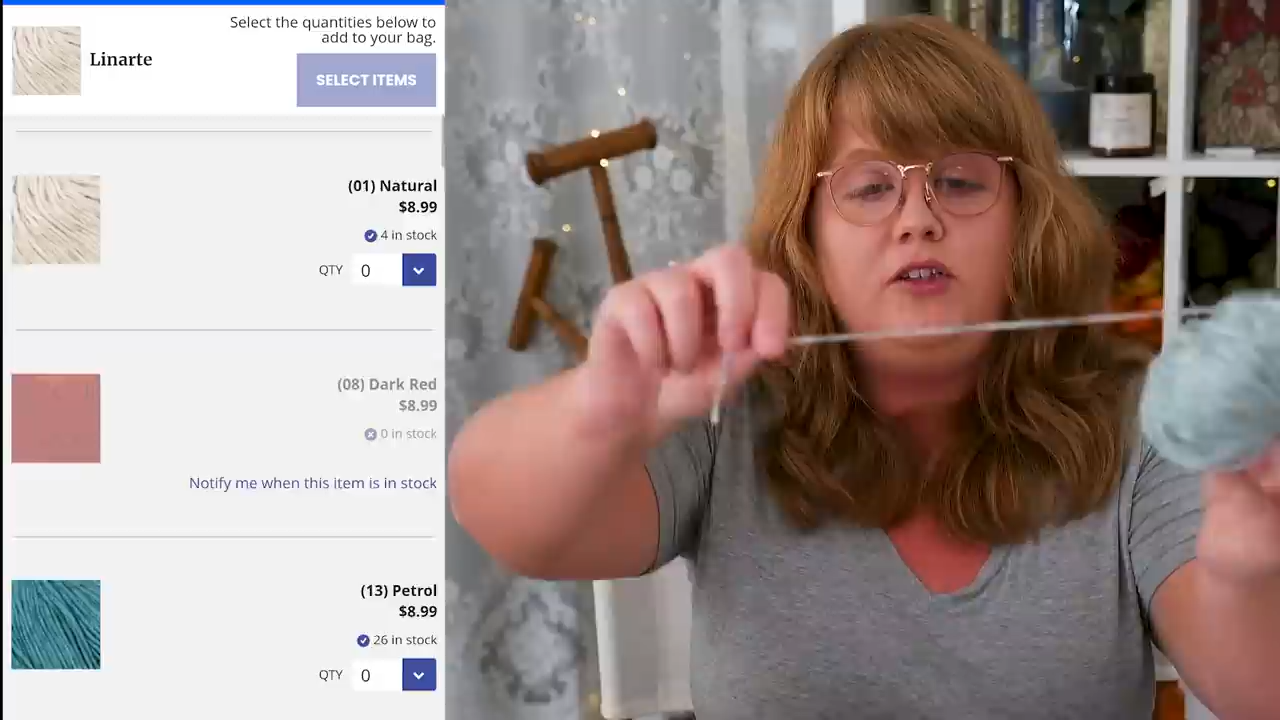 Select the quantities below to
add to your bag.
Linarte
SELECT ITEMS
(01) Natural
$8.99
4 in stock
QTY 0
(08) Dark Red
$8.99
0 in stock
Notify me when this item is in stock
(13) Petrol
$8.99
26 in stock
QTY 0